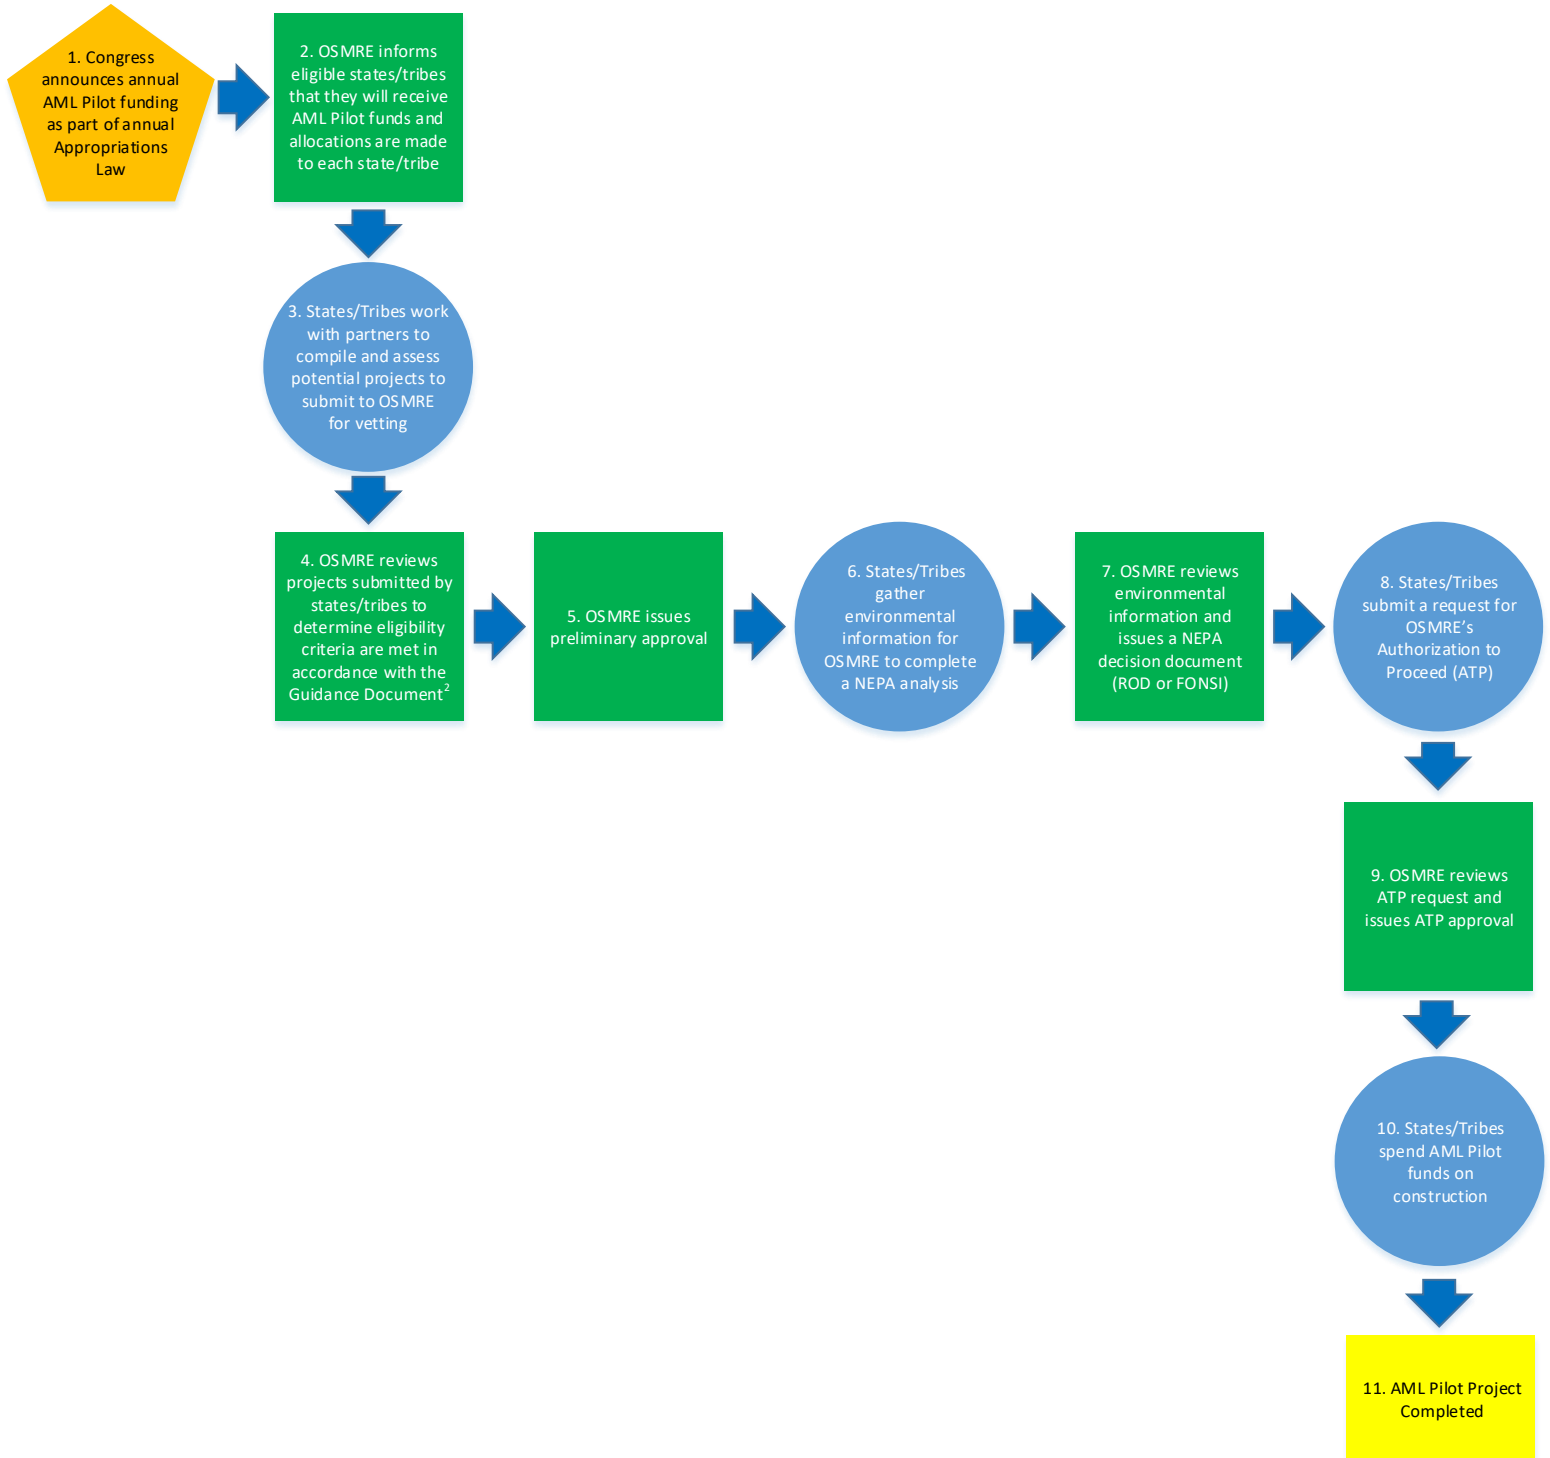 1. Congress
announces annual
AML Pilot funding
as part of annual
Appropriations
Law
2. OSMRE informs
eligible states/tribes
that they will receive
AML Pilot funds and
allocations are made
to each state/tribe
3. States/Tribes work
with partners to
compile and assess
potential projects to
submit to OSMRE
for vetting
4. OSMRE reviews
projects submitted by
states/tribes to
determine eligibility
criteria are met in
accordance with the
Guidance Document²
5. OSMRE issues
preliminary approval
6. States/Tribes
gather
environmental
information for
OSMRE to complete
a NEPA analysis
7. OSMRE reviews
environmental
information and
issues a NEPA
decision document
(ROD or FONSI)
8. States/Tribes
submit a request for
OSMRE’s
Authorization to
Proceed (ATP)
9. OSMRE reviews
ATP request and
issues ATP approval
10. States/Tribes
spend AML Pilot
funds on
construction
11. AML Pilot Project
Completed